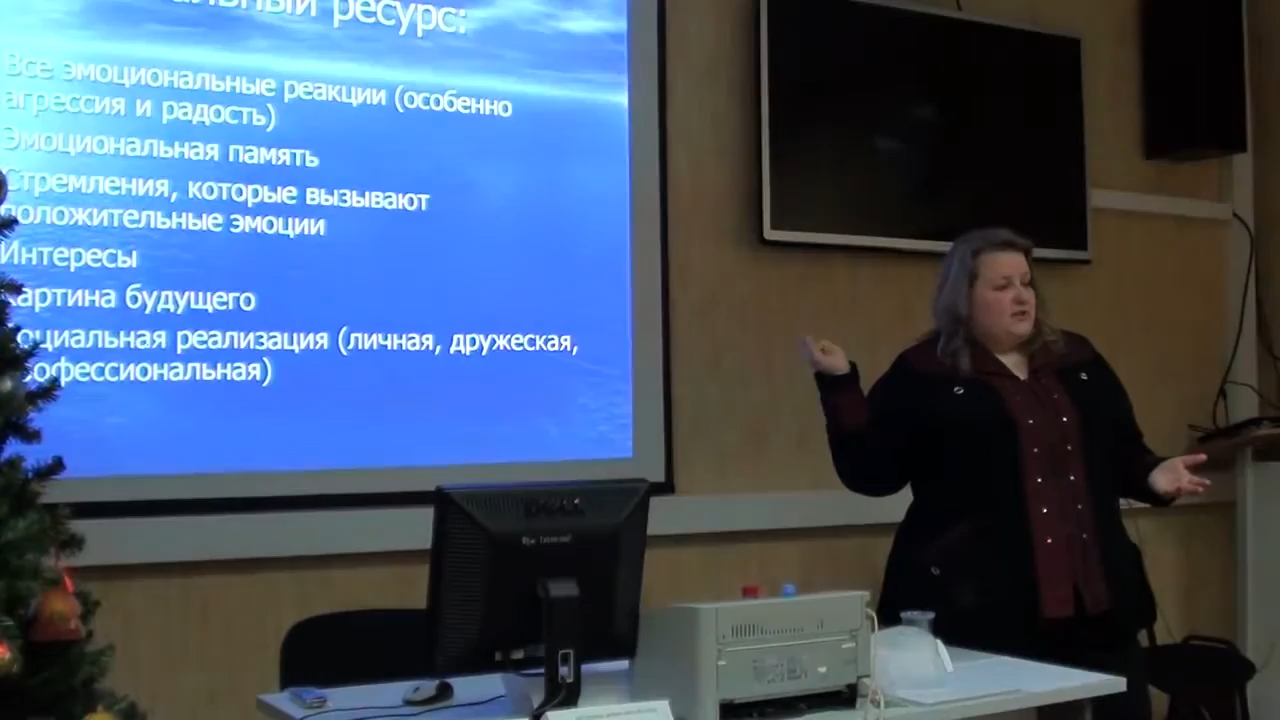 ресурс:
Все эмоциональные реакции (особенно
агрессия и радость)
Эмоциональная память
Стремления, которые вызывают
положительные эмоции
Интересы
Картина будущего
социальная реализация (личная, дружеская,
профессиональная)
DELL